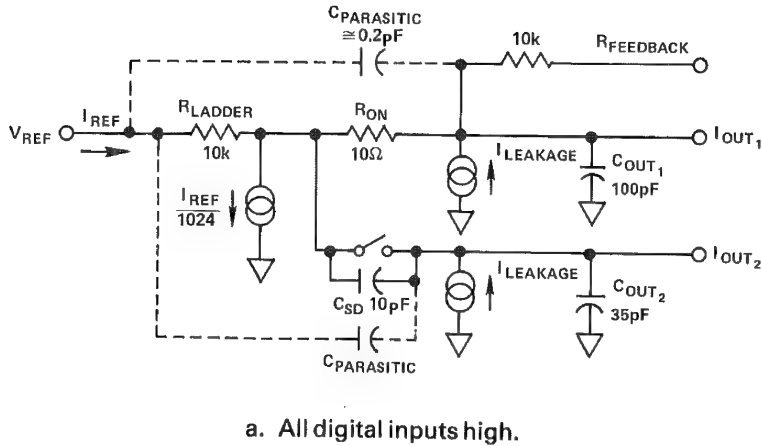 CPARASITIC
≅0.2pF
10k
RFEEDBACK
VREF
IREF
RLADDER
10k
RON
10Ω
IOUT1
IREF
1024
ILEAKAGE
COUT1
100pF
CSD 10pF
ILEAKAGE
IOUT2
COUT2
35pF
CPARASITIC
a. All digital inputs high.